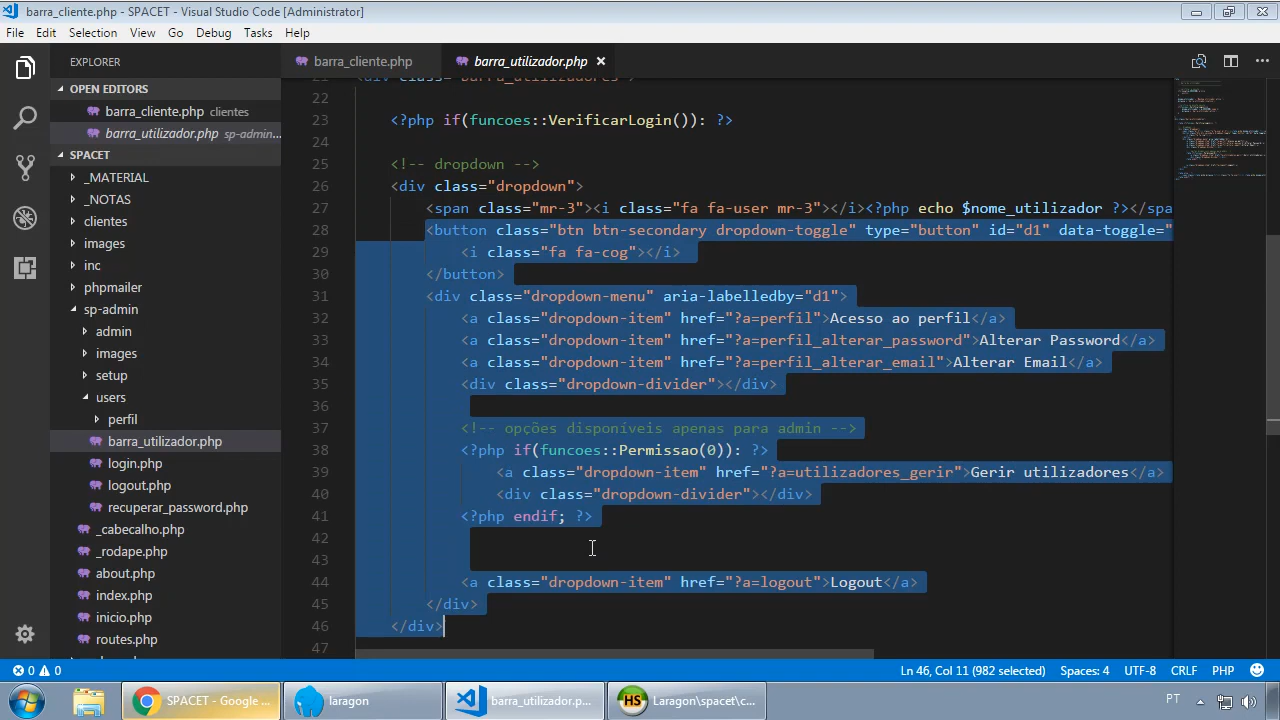 barra_cliente.php - SPACET - Visual Studio Code [Administrator]
File Edit Selection View Go Debug Tasks Help
EXPLORER
OPEN EDITORS
barra_cliente.php clientes
barra_utilizador.php sp-admin...
SPACET
_MATERIAL
_NOTAS
clientes
images
inc
phpmailer
sp-admin
admin
images
setup
users
perfil
barra_utilizador.php
login.php
logout.php
recuperar_password.php
_cabecalho.php
_rodape.php
about.php
index.php
inicio.php
routes.php
barra_cliente.php barra_utilizador.php ×
22
23 <?php if(funcoes::VerificarLogin()): ?>
24
25 <!-- dropdown -->
26 <div class="dropdown">
27 <span class="mr-3"><i class="fa fa-user mr-3"></i><?php echo $nome_utilizador ?></spa
28 <button class="btn btn-secondary dropdown-toggle" type="button" id="d1" data-toggle="
29 <i class="fa fa-cog"></i>
30 </button>
31 <div class="dropdown-menu" aria-labelledby="d1">
32 <a class="dropdown-item" href="?a=perfil">Acesso ao perfil</a>
33 <a class="dropdown-item" href="?a=perfil_alterar_password">Alterar Password</a>
34 <a class="dropdown-item" href="?a=perfil_alterar_email">Alterar Email</a>
35 <div class="dropdown-divider"></div>
36
37 <!-- opções disponíveis apenas para admin -->
38 <?php if(funcoes::Permissao(0)): ?>
39 <a class="dropdown-item" href="?a=utilizadores_gerir">Gerir utilizadores</a>
40 <div class="dropdown-divider"></div>
41 <?php endif; ?>
42
43
44 <a class="dropdown-item" href="?a=logout">Logout</a>
45 </div>
46 </div>
47
0 0 Ln 46, Col 11 (982 selected) Spaces: 4 UTF-8 CRLF PHP
SPACET - Google ... laragon barra_utilizador.p... HS Laragon\spacet\c... PT